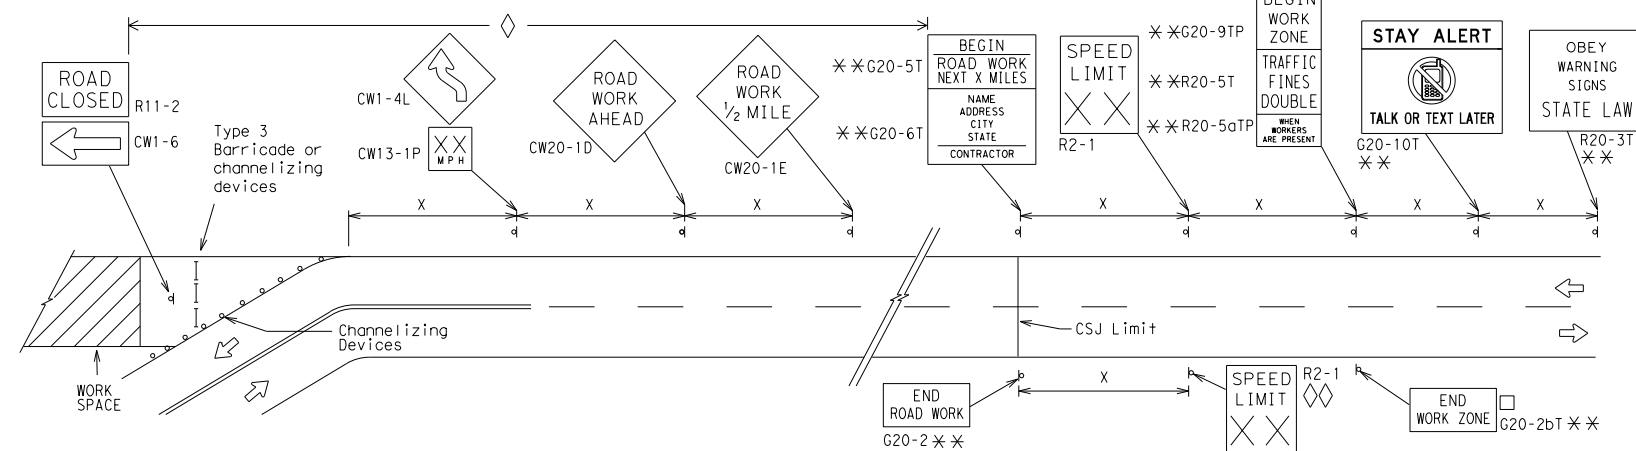 ROAD
CLOSED
R11-2
CW1-6
Type 3
Barricade or
channelizing
devices
CW1-4L
XX
MPH
CW13-1P
ROAD
WORK
AHEAD
CW20-1D
ROAD
WORK
1/2 MILE
CW20-1E
**G20-5T
**G20-6T
BEGIN
ROAD WORK
NEXT X MILES
NAME
ADDRESS
CITY
STATE
CONTRACTOR
SPEED
LIMIT
XX
R2-1
**G20-9TP
**R20-5T
**R20-5aTP
BEGIN
WORK
ZONE
TRAFFIC
FINES
DOUBLE
WHEN
WORKERS
ARE PRESENT
STAY ALERT
TALK OR TEXT LATER
G20-10T
**
OBEY
WARNING
SIGNS
STATE LAW
R20-3T
**
X
X
X
X
X
X
X
Channelizing
Devices
CSJ Limit
WORK
SPACE
END
ROAD WORK
G20-2 **
X
SPEED
LIMIT
XX
R2-1
END
WORK ZONE
G20-2bT **